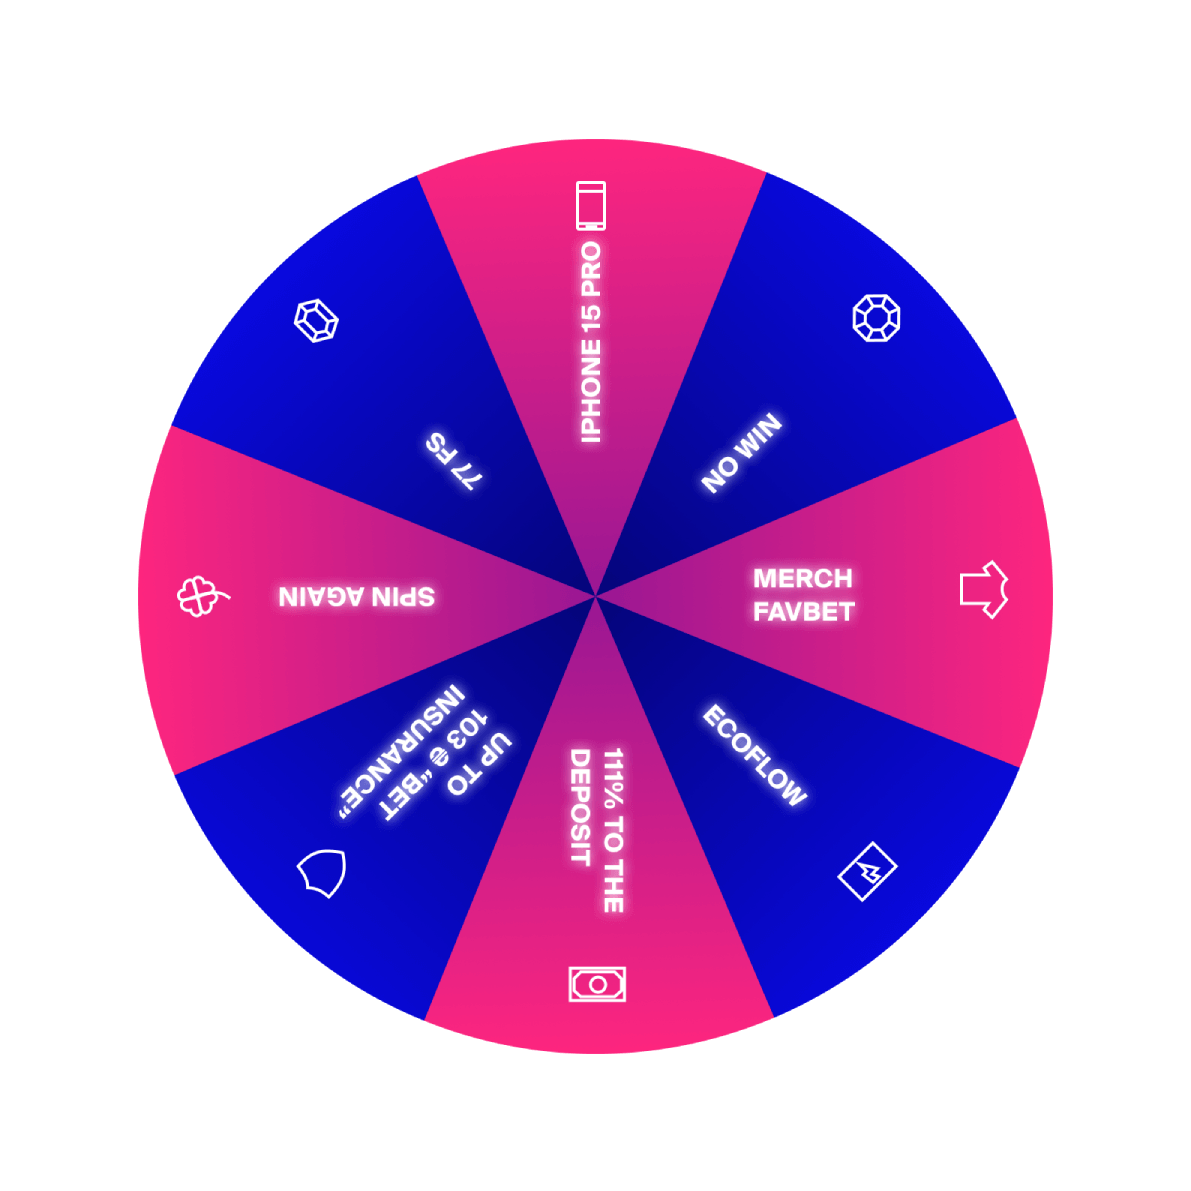 IPHONE 15 PRO
NO WIN
MERCH
FAVBET
ECOFLOW
111% TO THE
DEPOSIT
UP TO
103 ₴ “BET
INSURANCE”
SPIN AGAIN
77 FS